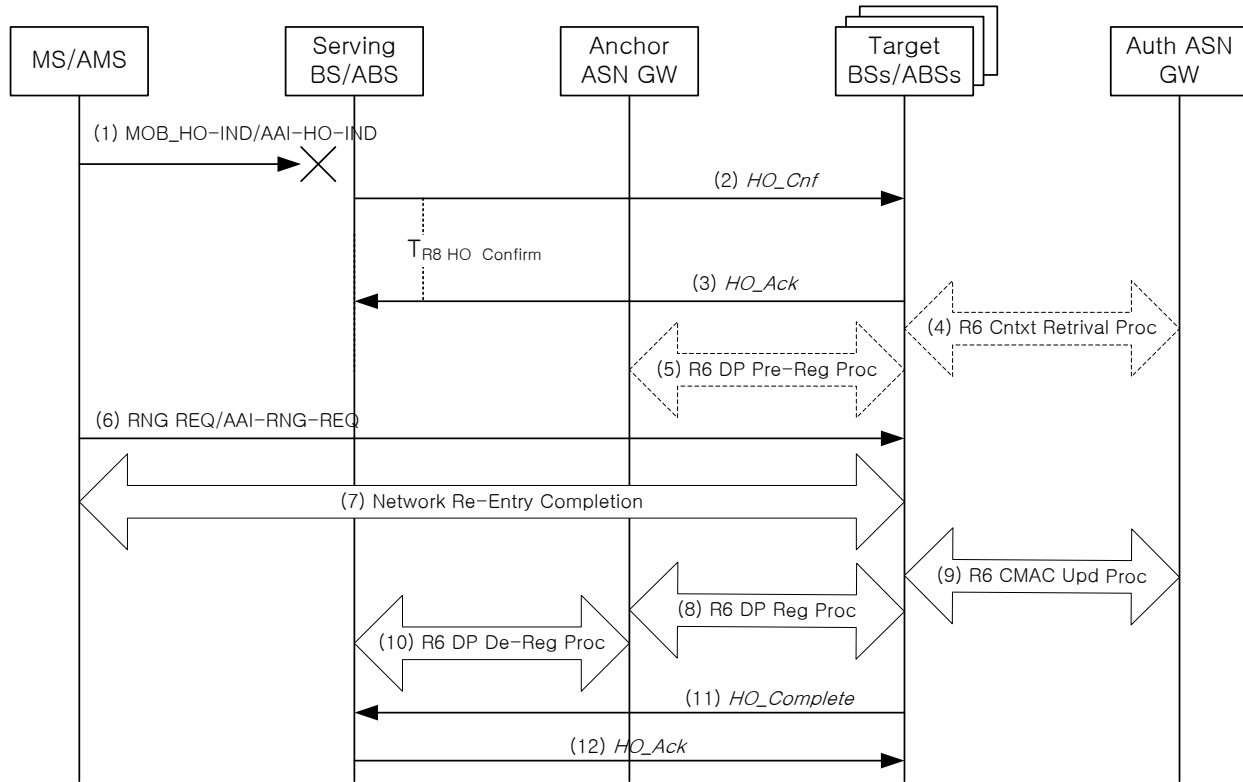 MS/AMS
Serving
BS/ABS
Anchor
ASN GW
Target
BSs/ABSs
Auth ASN
GW
(1) MOB_HO-IND/AAI-HO-IND
(2) HO_Cnf
TR8 HO Confirm
(3) HO_Ack
(4) R6 Cntxt Retrival Proc
(5) R6 DP Pre-Reg Proc
(6) RNG REQ/AAI-RNG-REQ
(7) Network Re-Entry Completion
(9) R6 CMAC Upd Proc
(8) R6 DP Reg Proc
(10) R6 DP De-Reg Proc
(11) HO_Complete
(12) HO_Ack